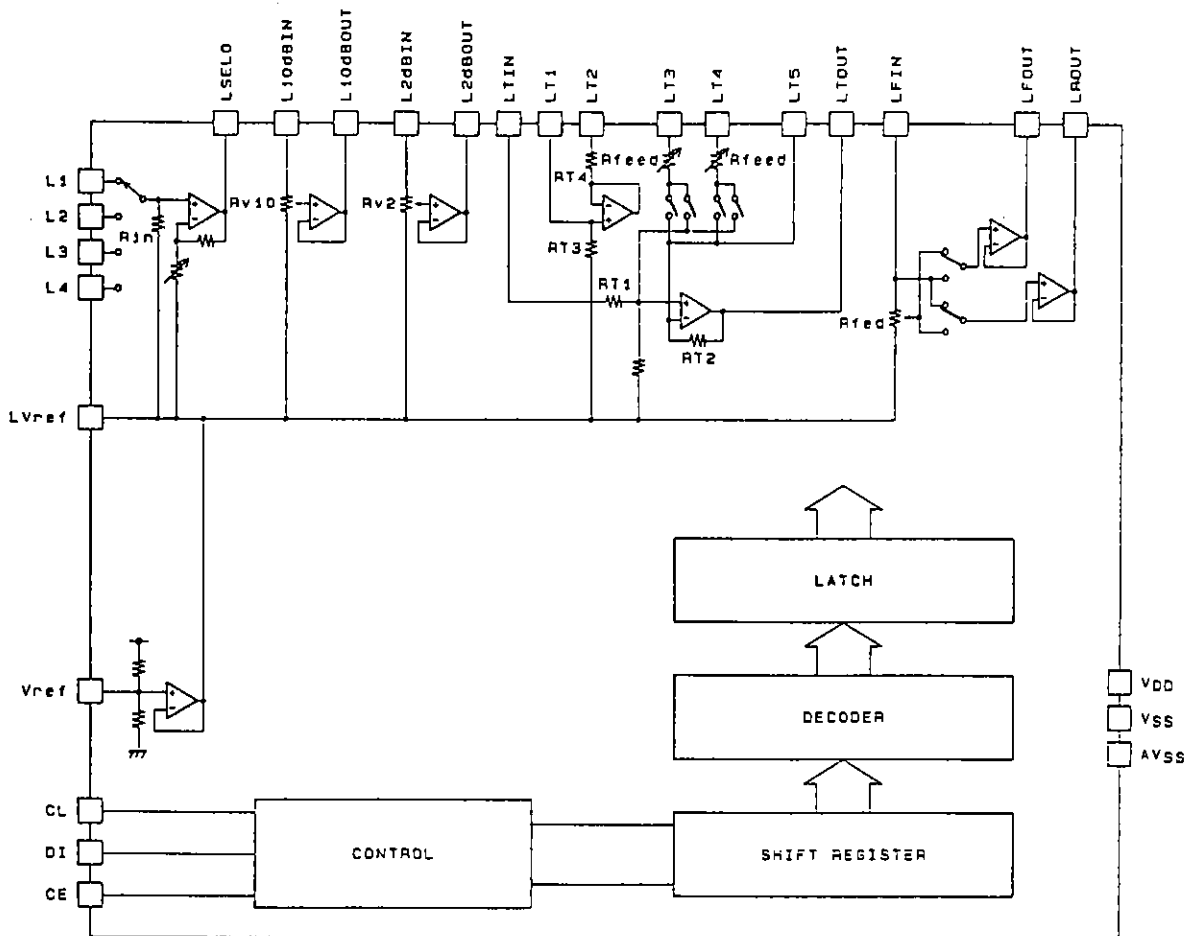 LSELO
L10dBIN
L10dBOUT
L2dBIN
L2dBOUT
LTIN
LT1
LT2
LT3
LT4
LT5
LTOUT
LFIN
LFOUT
LROUT
L1
L2
L3
L4
Rin
Rv10
Rv2
RT4
Rfeed
Rfeed
RT3
RT1
RT2
Rfed
LVref
Vref
LATCH
DECODER
VDD
VSS
AVSS
CL
DI
CE
CONTROL
SHIFT REGISTER